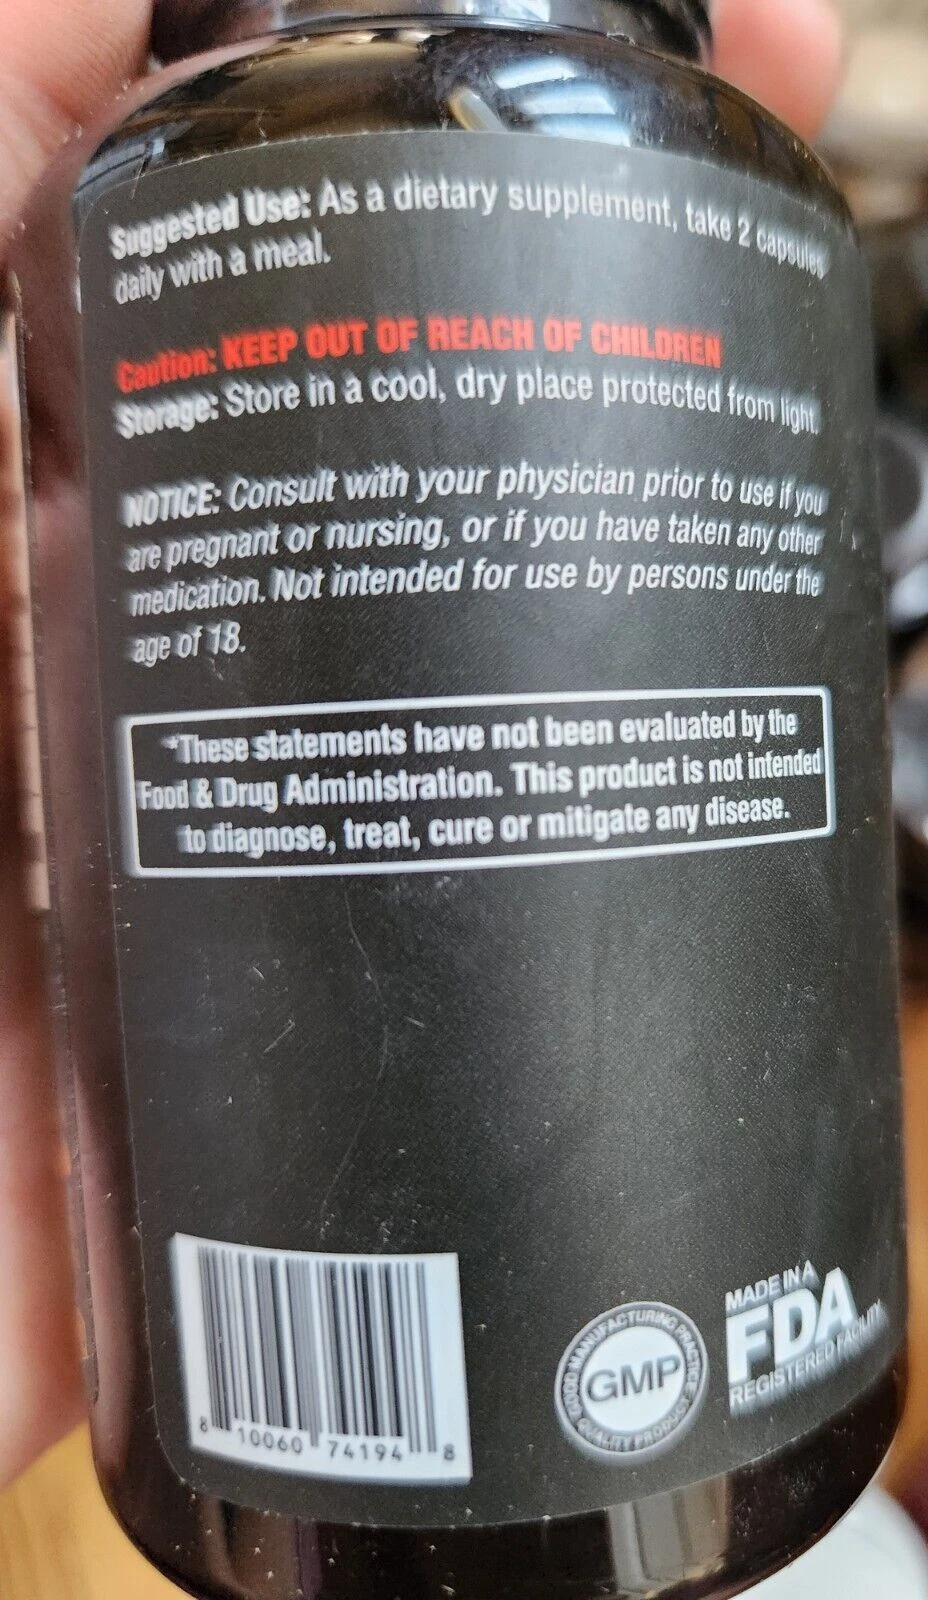 Suggested Use: As a dietary supplement, take 2 capsules
daily with a meal.
Caution: KEEP OUT OF REACH OF CHILDREN
Storage: Store in a cool, dry place protected from light.
NOTICE: Consult with your physician prior to use if you
are pregnant or nursing, or if you have taken any other
medication. Not intended for use by persons under the
age of 18.
*These statements have not been evaluated by the
Food & Drug Administration. This product is not intended
to diagnose, treat, cure or mitigate any disease.
8 10060 74194 8
GOOD MANUFACTURING PRACTICE
GMP
QUALITY PRODUCT
MADE IN A
FDA
REGISTERED FACILITY